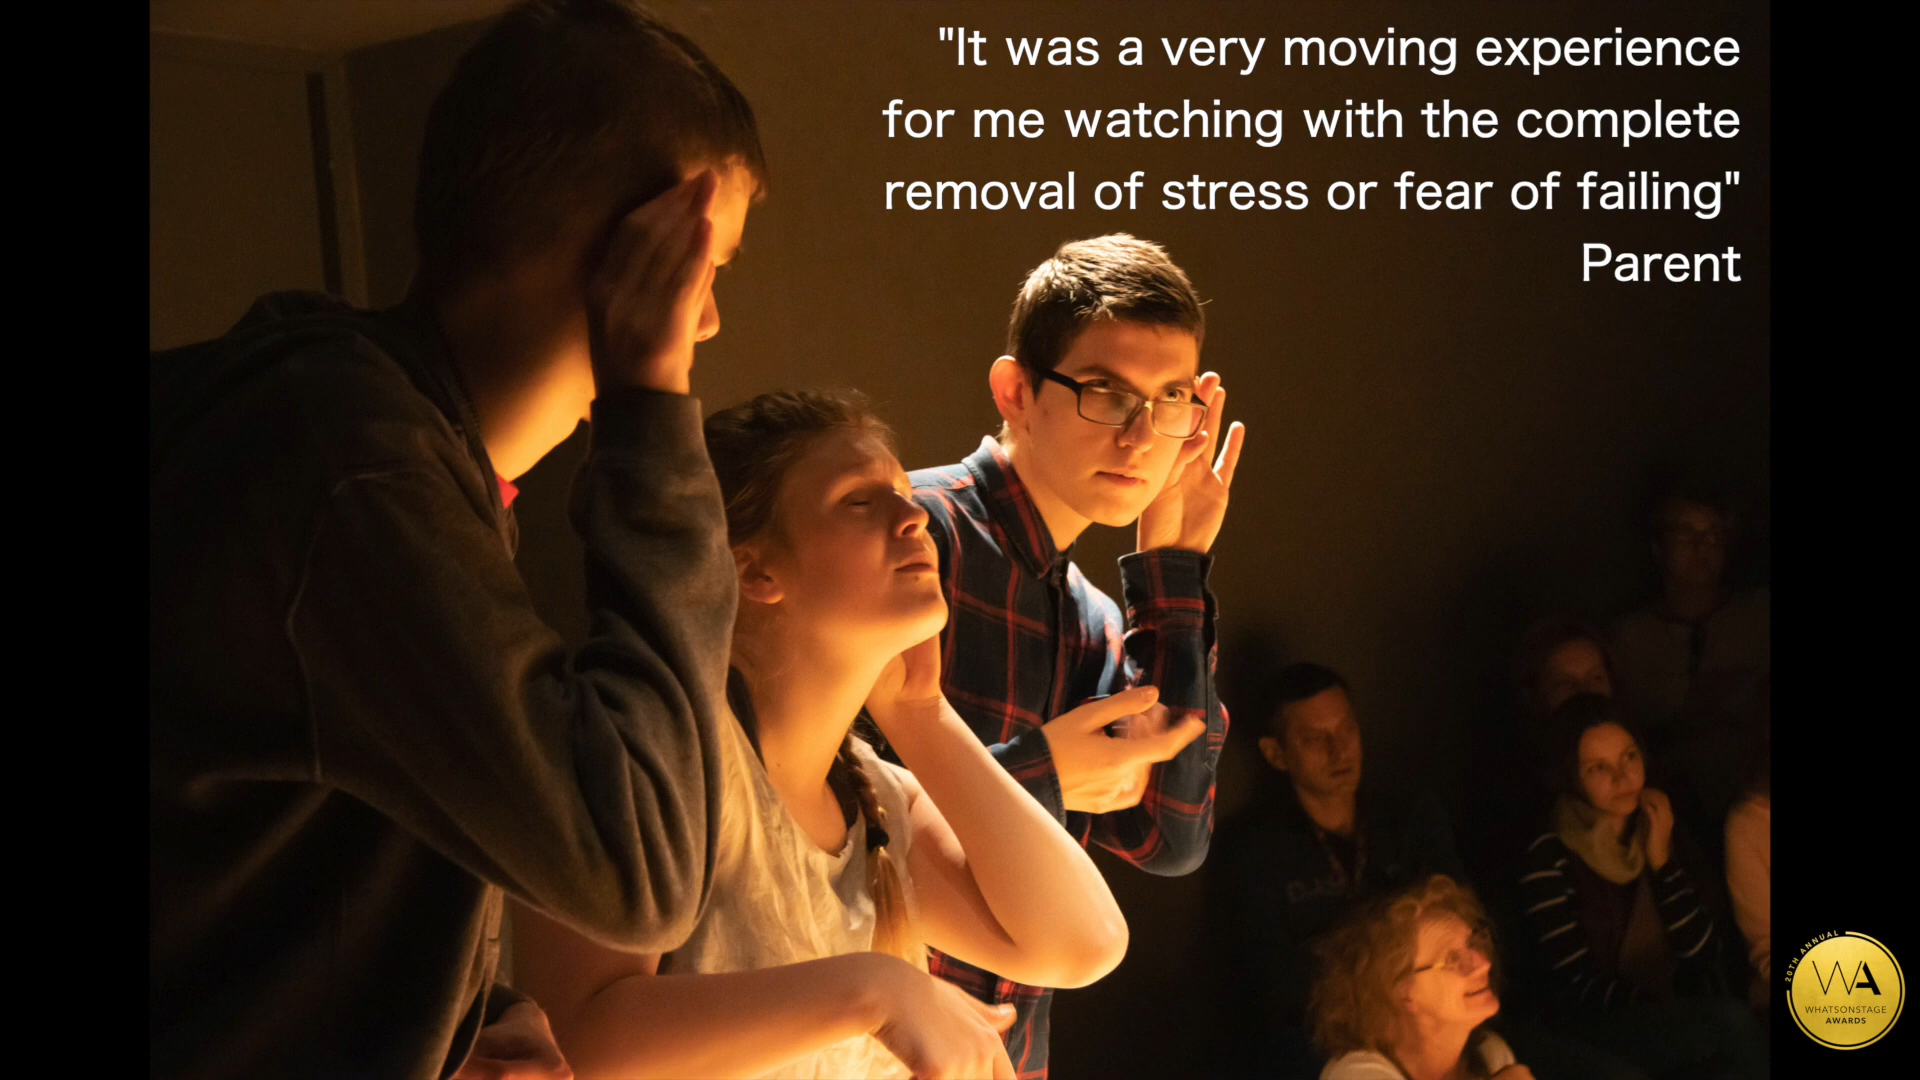 "It was a very moving experience
for me watching with the complete
removal of stress or fear of failing"
Parent
20TH ANNUAL
WA
WHATSONSTAGE
AWARDS